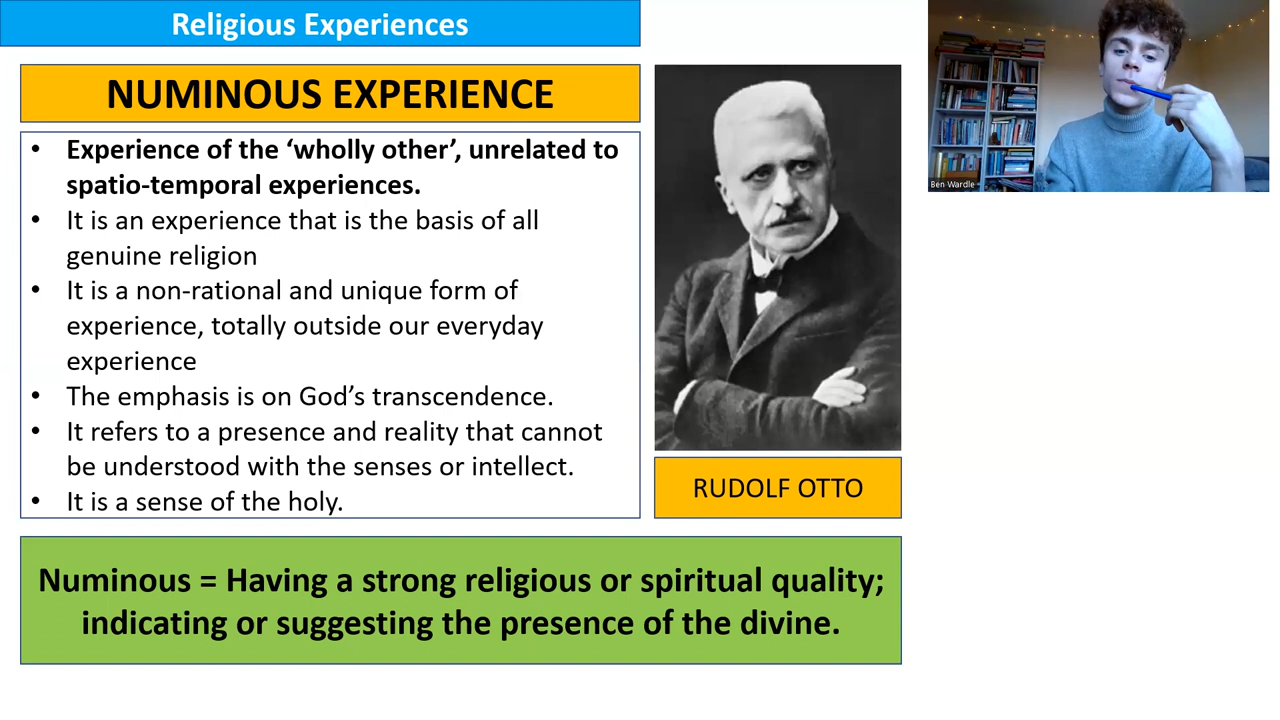 Religious Experiences
NUMINOUS EXPERIENCE
• Experience of the ‘wholly other’, unrelated to
spatio-temporal experiences.
• It is an experience that is the basis of all
genuine religion
• It is a non-rational and unique form of
experience, totally outside our everyday
experience
• The emphasis is on God’s transcendence.
• It refers to a presence and reality that cannot
be understood with the senses or intellect.
• It is a sense of the holy.
RUDOLF OTTO
Numinous = Having a strong religious or spiritual quality;
indicating or suggesting the presence of the divine.
Ben Wardle